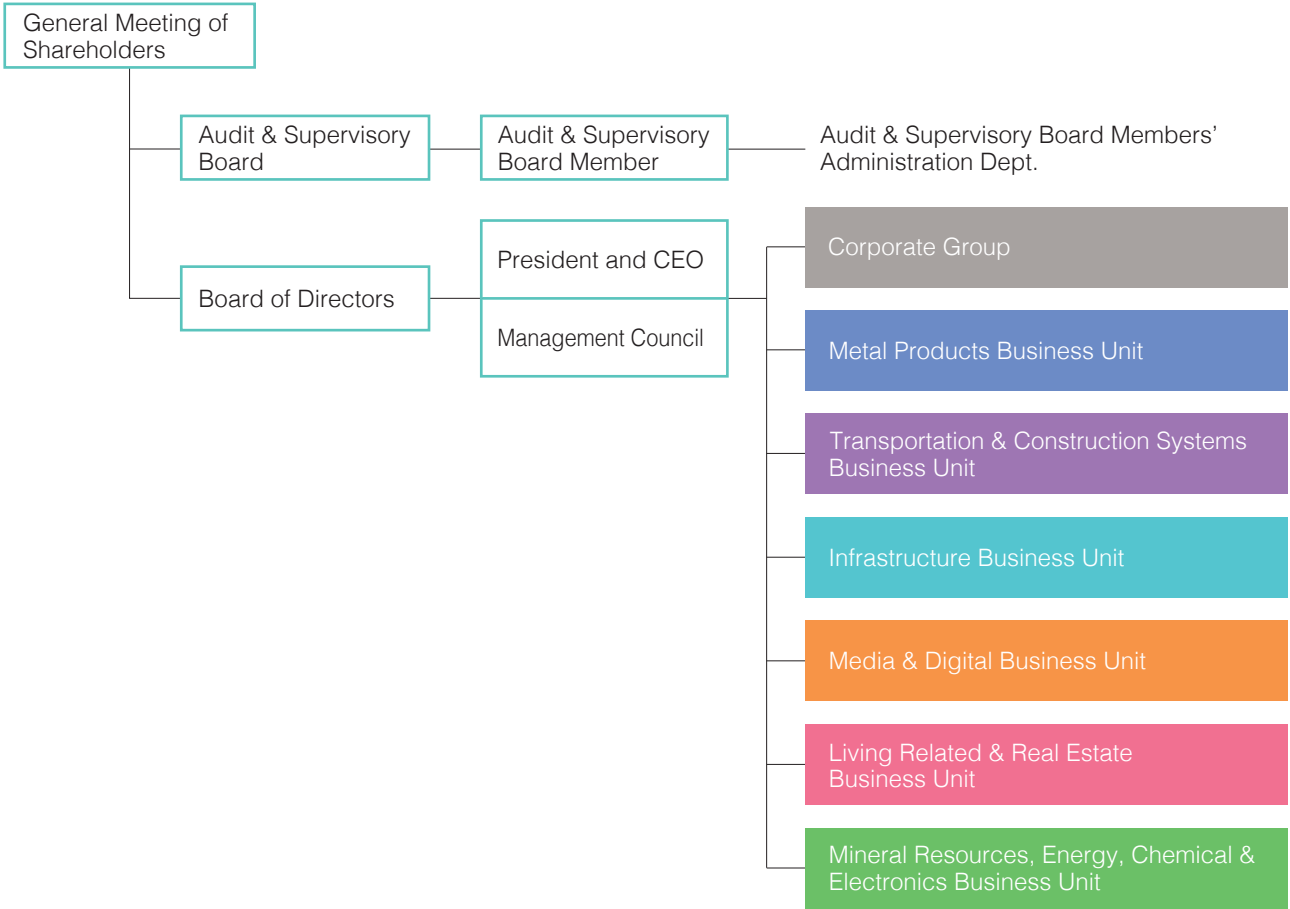 General Meeting of
Shareholders
Audit & Supervisory
Board
Audit & Supervisory
Board Member
Audit & Supervisory Board Members’
Administration Dept.
Board of Directors
President and CEO
Management Council
Corporate Group
Metal Products Business Unit
Transportation & Construction Systems
Business Unit
Infrastructure Business Unit
Media & Digital Business Unit
Living Related & Real Estate
Business Unit
Mineral Resources, Energy, Chemical &
Electronics Business Unit